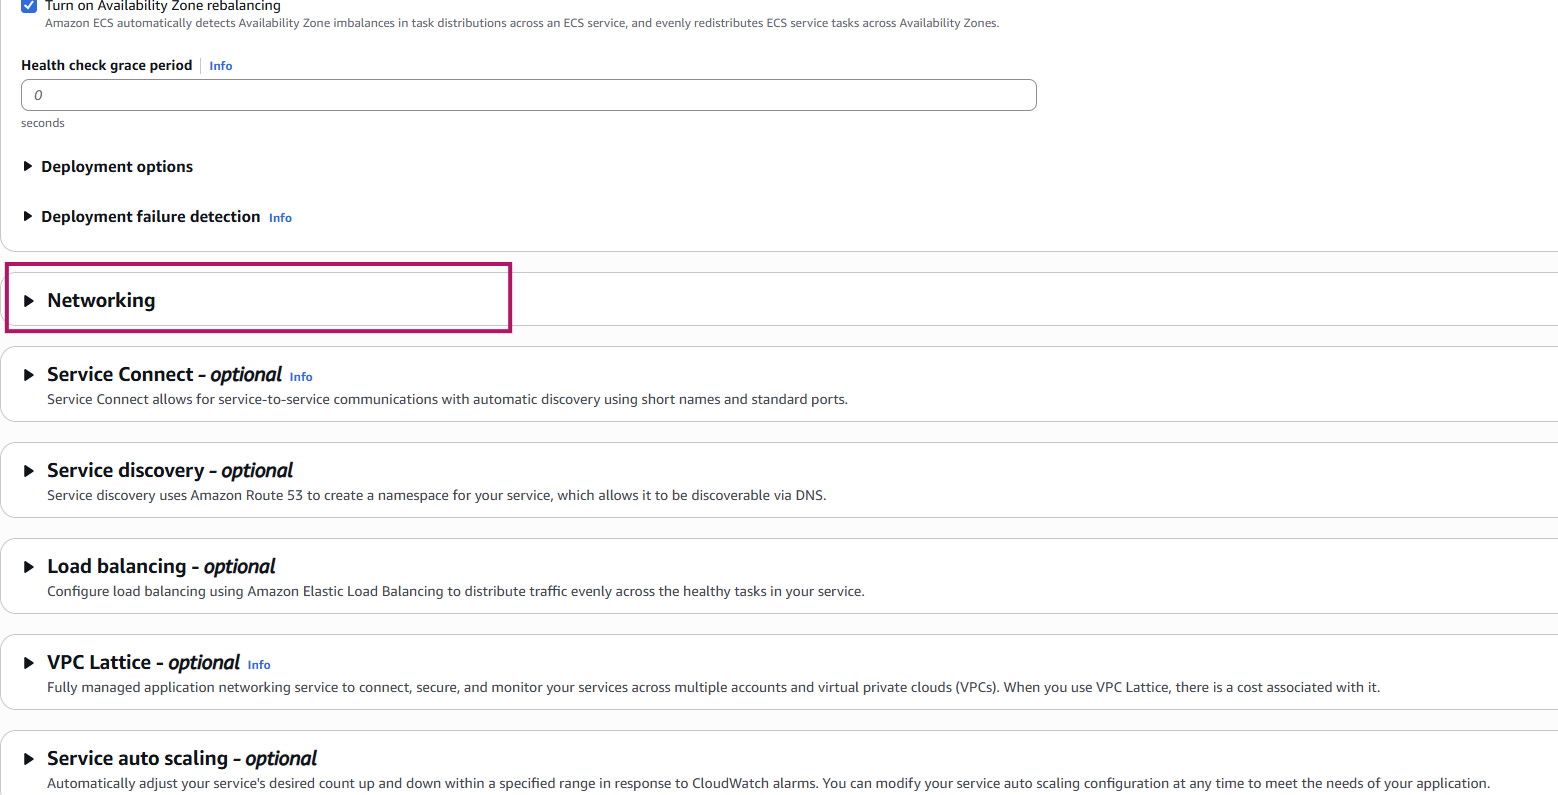 Turn on Availability Zone rebalancing
Amazon ECS automatically detects Availability Zone imbalances in task distributions across an ECS service, and evenly redistributes ECS service tasks across Availability Zones.
Health check grace period Info
0
seconds
Deployment options
Deployment failure detection Info
Networking
Service Connect - optional Info
Service Connect allows for service-to-service communications with automatic discovery using short names and standard ports.
Service discovery - optional
Service discovery uses Amazon Route 53 to create a namespace for your service, which allows it to be discoverable via DNS.
Load balancing - optional
Configure load balancing using Amazon Elastic Load Balancing to distribute traffic evenly across the healthy tasks in your service.
VPC Lattice - optional Info
Fully managed application networking service to connect, secure, and monitor your services across multiple accounts and virtual private clouds (VPCs). When you use VPC Lattice, there is a cost associated with it.
Service auto scaling - optional
Automatically adjust your service's desired count up and down within a specified range in response to CloudWatch alarms. You can modify your service auto scaling configuration at any time to meet the needs of your application.